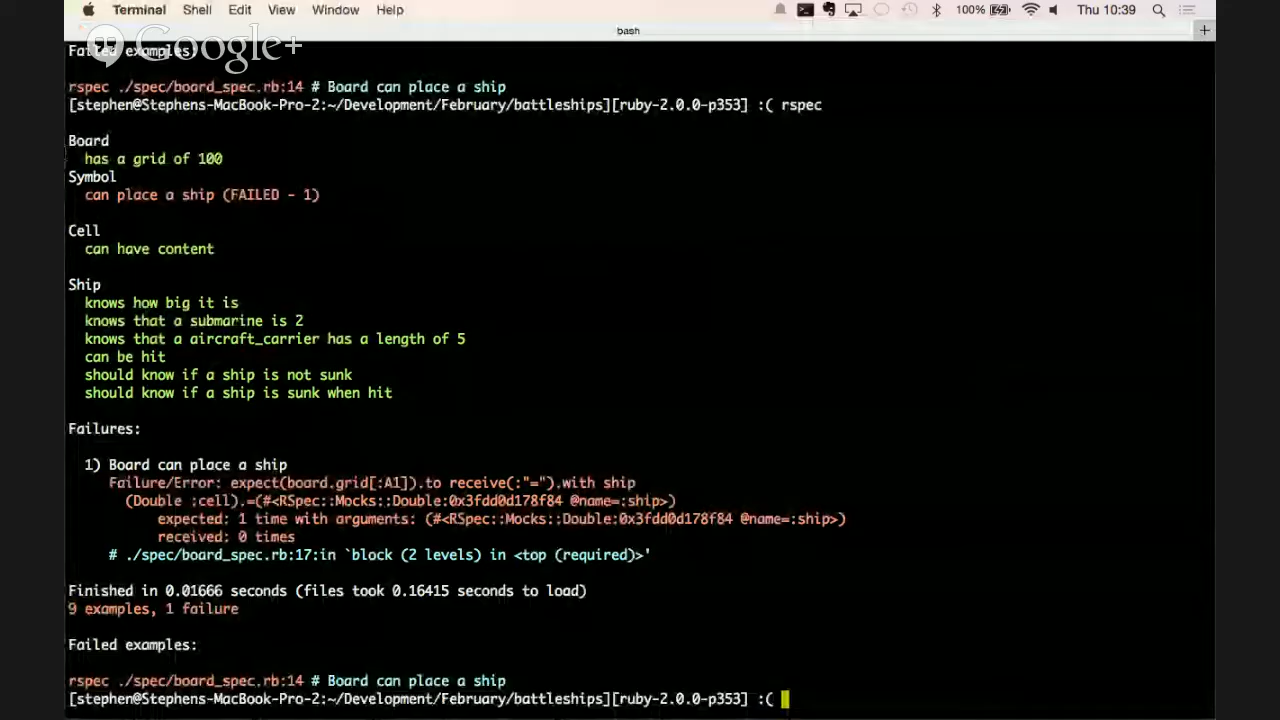 Terminal Shell Edit View Window Help 100% Thu 10:39
bash
Google+
Failed examples:
rspec ./spec/board_spec.rb:14 # Board can place a ship
[stephen@Stephens-MacBook-Pro-2:~/Development/February/battleships][ruby-2.0.0-p353] :( rspec
Board
has a grid of 100
Symbol
can place a ship (FAILED - 1)
Cell
can have content
Ship
knows how big it is
knows that a submarine is 2
knows that a aircraft_carrier has a length of 5
can be hit
should know if a ship is not sunk
should know if a ship is sunk when hit
Failures:
1) Board can place a ship
Failure/Error: expect(board.grid[:A1]).to receive(:"=").with ship
(Double :cell).=(#<RSpec::Mocks::Double:0x3fdd0d178f84 @name=:ship>)
expected: 1 time with arguments: (#<RSpec::Mocks::Double:0x3fdd0d178f84 @name=:ship>)
received: 0 times
# ./spec/board_spec.rb:17:in `block (2 levels) in <top (required)>'
Finished in 0.01666 seconds (files took 0.16415 seconds to load)
9 examples, 1 failure
Failed examples:
rspec ./spec/board_spec.rb:14 # Board can place a ship
[stephen@Stephens-MacBook-Pro-2:~/Development/February/battleships][ruby-2.0.0-p353] :(